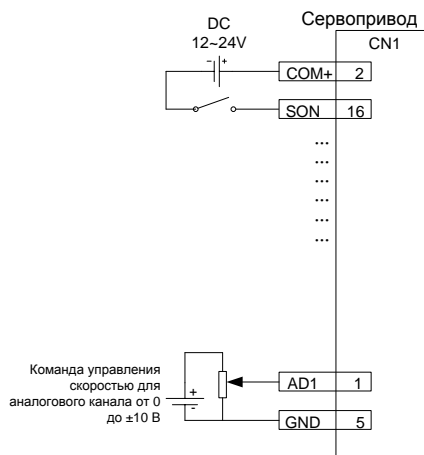 DC
12~24V
Сервопривод
CN1
- +
COM+ 2
SON 16
...
...
...
...
...
...
Команда управления
скоростью для
аналогового канала от 0
до ±10 В
+
-
AD1 1
GND 5